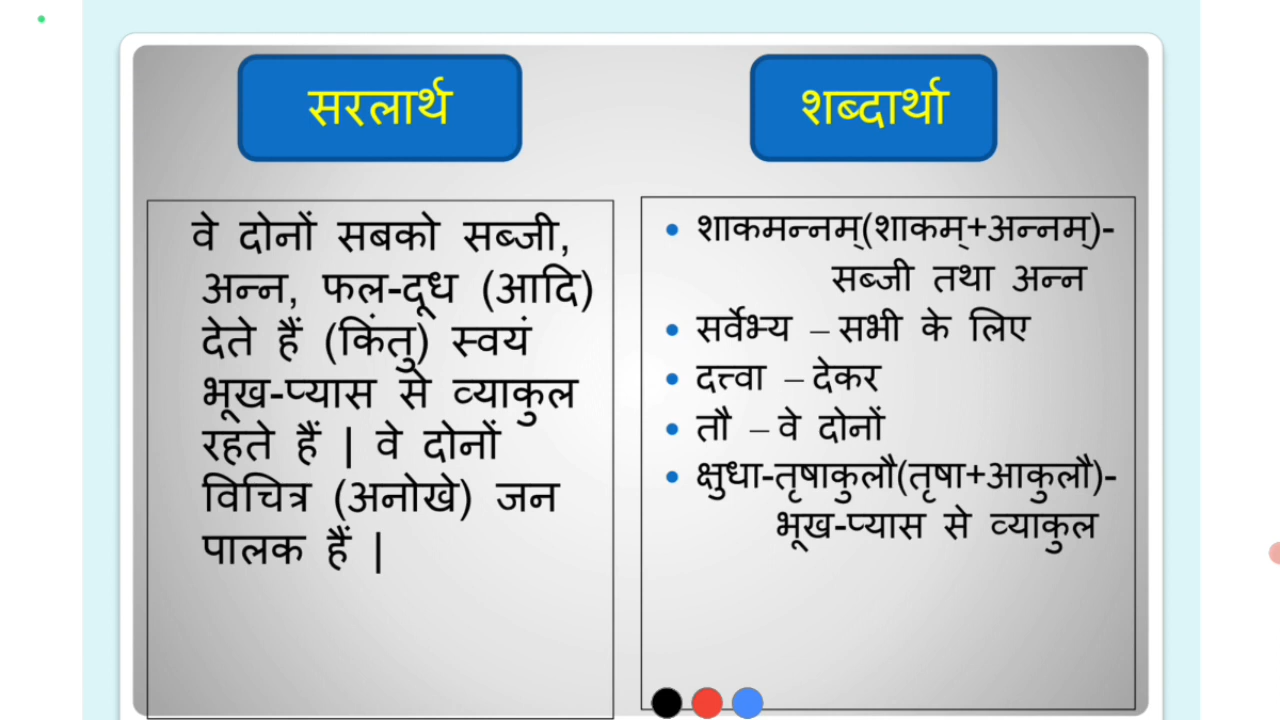 सरलार्थ
वे दोनों सबको सब्जी,
अन्न, फल-दूध (आदि)
देते हैं (किंतु) स्वयं
भूख-प्यास से व्याकुल
रहते हैं | वे दोनों
विचित्र (अनोखे) जन
पालक हैं |
शब्दार्था
• शाकमन्नम्(शाकम्+अन्नम्)-
सब्जी तथा अन्न
• सर्वेभ्य – सभी के लिए
• दत्त्वा – देकर
• तौ – वे दोनों
• क्षुधा-तृषाकुलौ(तृषा+आकुलौ)-
भूख-प्यास से व्याकुल